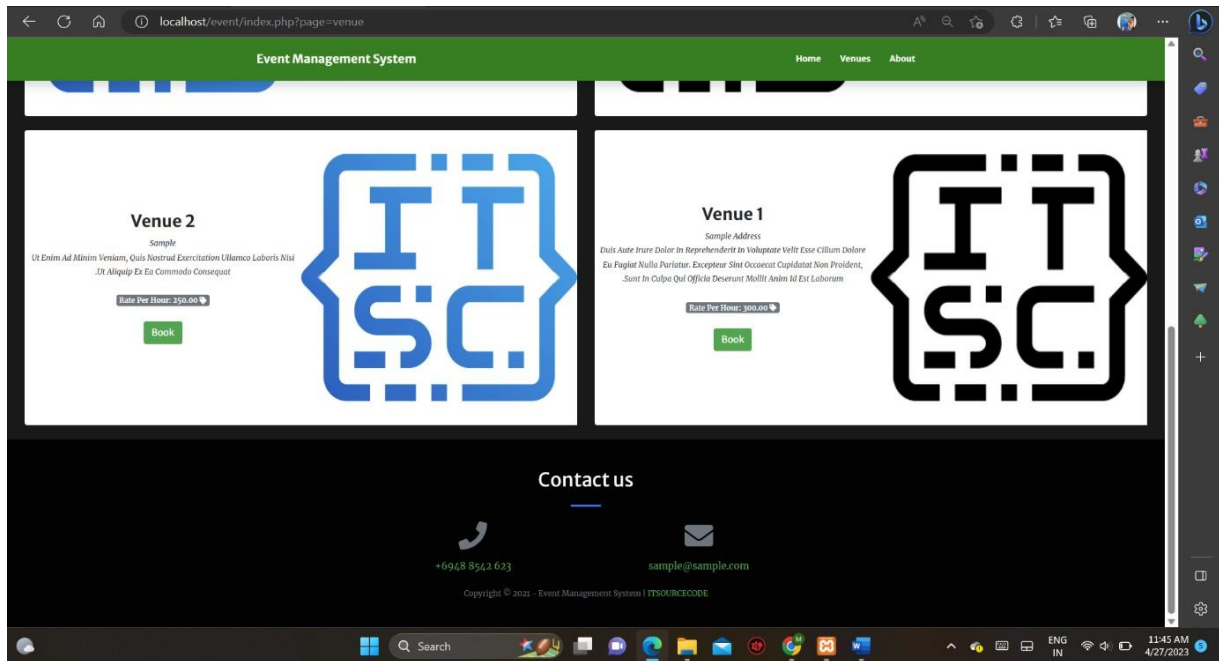 localhost/event/index.php?page=venue
Event Management System
Home Venues About
Venue 2
Sample
Ut Enim Ad Minim Veniam, Quis Nostrud Exercitation Ullamco Laboris Nisi
.Ut Aliquip Ex Ea Commodo Consequat
Rate Per Hour: 250.00
Book
IT
SC
Venue 1
Sample Address
Duis Aute Irure Dolor In Reprehenderit In Voluptate Velit Esse Cillum Dolore
Eu Fugiat Nulla Pariatur. Excepteur Sint Occaecat Cupidatat Non Proident,
.Sunt In Culpa Qui Officia Deserunt Mollit Anim Id Est Laborum
Rate Per Hour: 300.00
Book
IT
SC
Contact us
+6948 8542 623
sample@sample.com
Copyright © 2021 - Event Management System | ITSOURCECODE
Search
ENG
IN
11:45 AM
4/27/2023
5